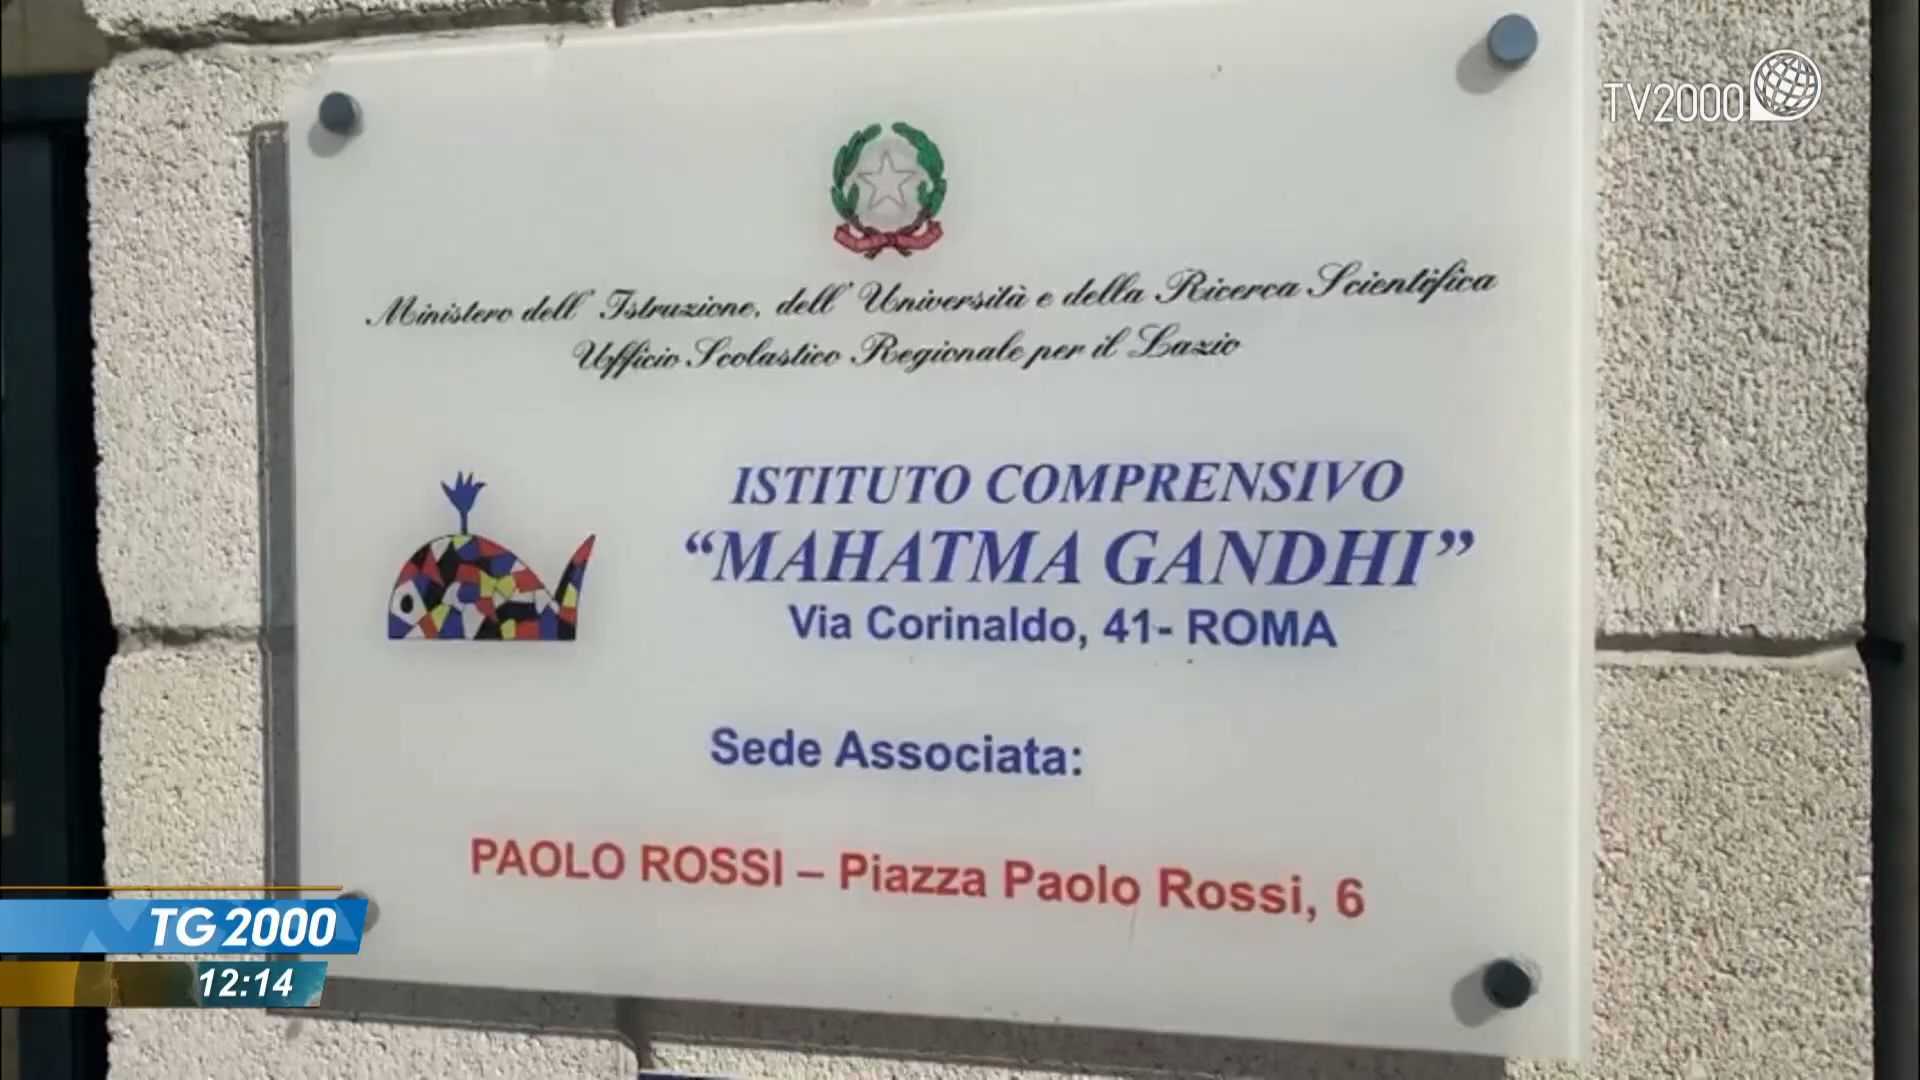 TV2000
Ministero dell' Istruzione, dell' Università e della Ricerca Scientifica
Ufficio Scolastico Regionale per il Lazio
ISTITUTO COMPRENSIVO
“MAHATMA GANDHI”
Via Corinaldo, 41- ROMA
Sede Associata:
PAOLO ROSSI – Piazza Paolo Rossi, 6
TG 2000
12:14